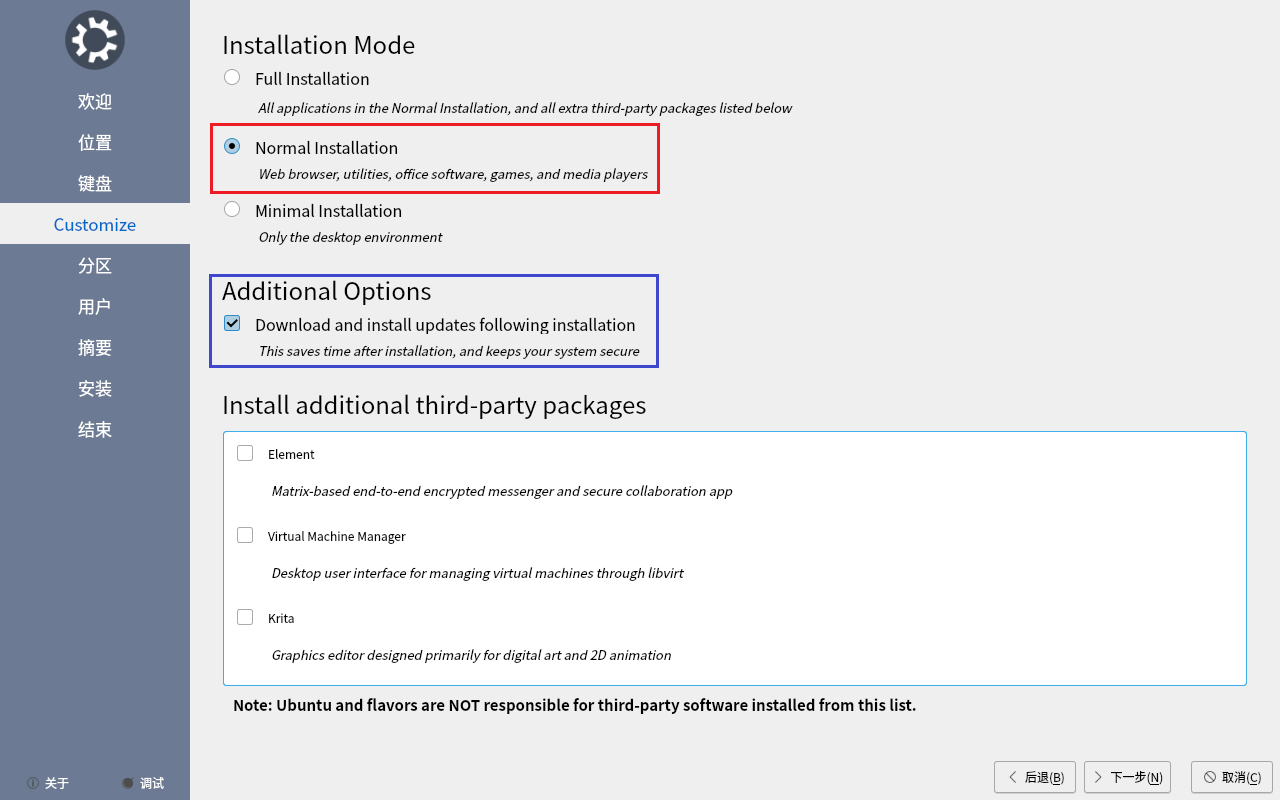 欢迎
位置
键盘
Customize
分区
用户
摘要
安装
结束
关于
调试
Installation Mode
Full Installation
All applications in the Normal Installation, and all extra third-party packages listed below
Normal Installation
Web browser, utilities, office software, games, and media players
Minimal Installation
Only the desktop environment
Additional Options
Download and install updates following installation
This saves time after installation, and keeps your system secure
Install additional third-party packages
Element
Matrix-based end-to-end encrypted messenger and secure collaboration app
Virtual Machine Manager
Desktop user interface for managing virtual machines through libvirt
Krita
Graphics editor designed primarily for digital art and 2D animation
Note: Ubuntu and flavors are NOT responsible for third-party software installed from this list.
后退(B)
下一步(N)
取消(C)